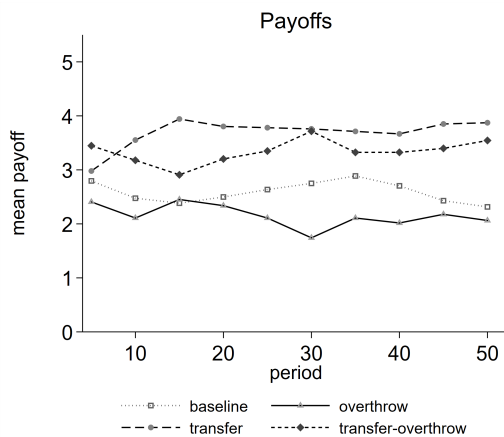 Payoffs
mean payoff
5
4
3
2
1
0
10 20 30 40 50
period
baseline overthrow
transfer transfer-overthrow